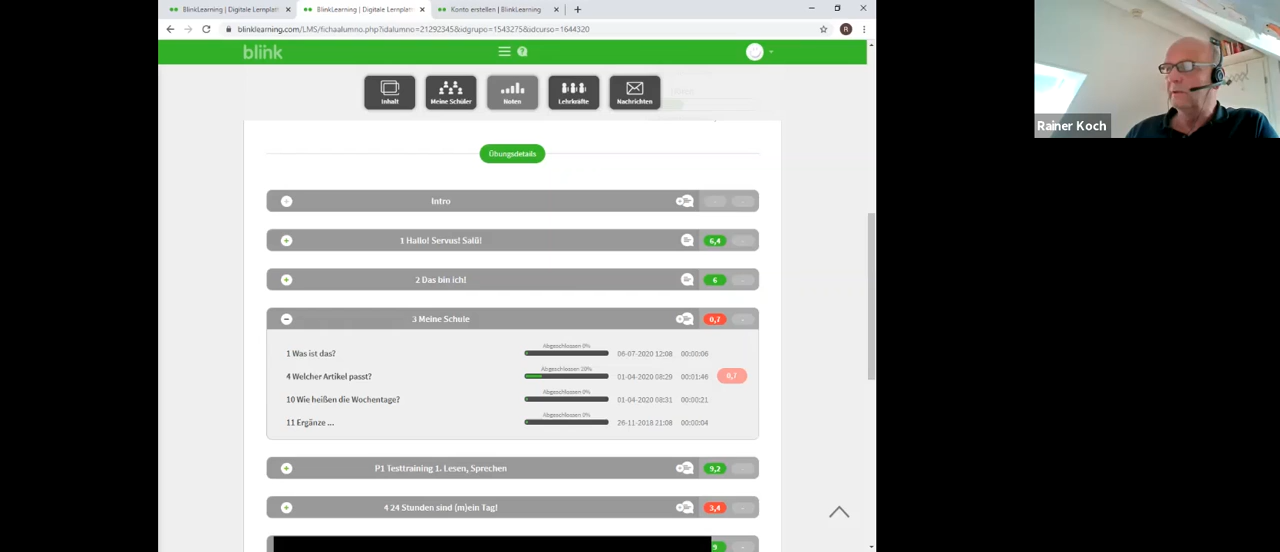 BlinkLearning | Digitale Lernplatt
BlinkLearning | Digitale Lernplatt
Konto erstellen | BlinkLearning
blinklearning.com/LMS/fichaalumno.php?idalumno=21292345&idgrupo=1543275&idcurso=1644320
R
blink
Inhalt
Meine Schüler
Noten
Lehrkräfte
Nachrichten
Rainer Koch
Übungsdetails
Intro
1 Hallo! Servus! Salü! 6,4
2 Das bin ich! 6
3 Meine Schule 0,7
1 Was ist das? Abgeschlossen 0% 06-07-2020 12:08 00:00:06
4 Welcher Artikel passt? Abgeschlossen 20% 01-04-2020 08:29 00:01:46 0,7
10 Wie heißen die Wochentage? Abgeschlossen 0% 01-04-2020 08:31 00:00:21
11 Ergänze ... Abgeschlossen 0% 26-11-2018 21:08 00:00:04
P1 Testtraining 1. Lesen, Sprechen 9,2
4 24 Stunden sind (m)ein Tag! 3,4
9